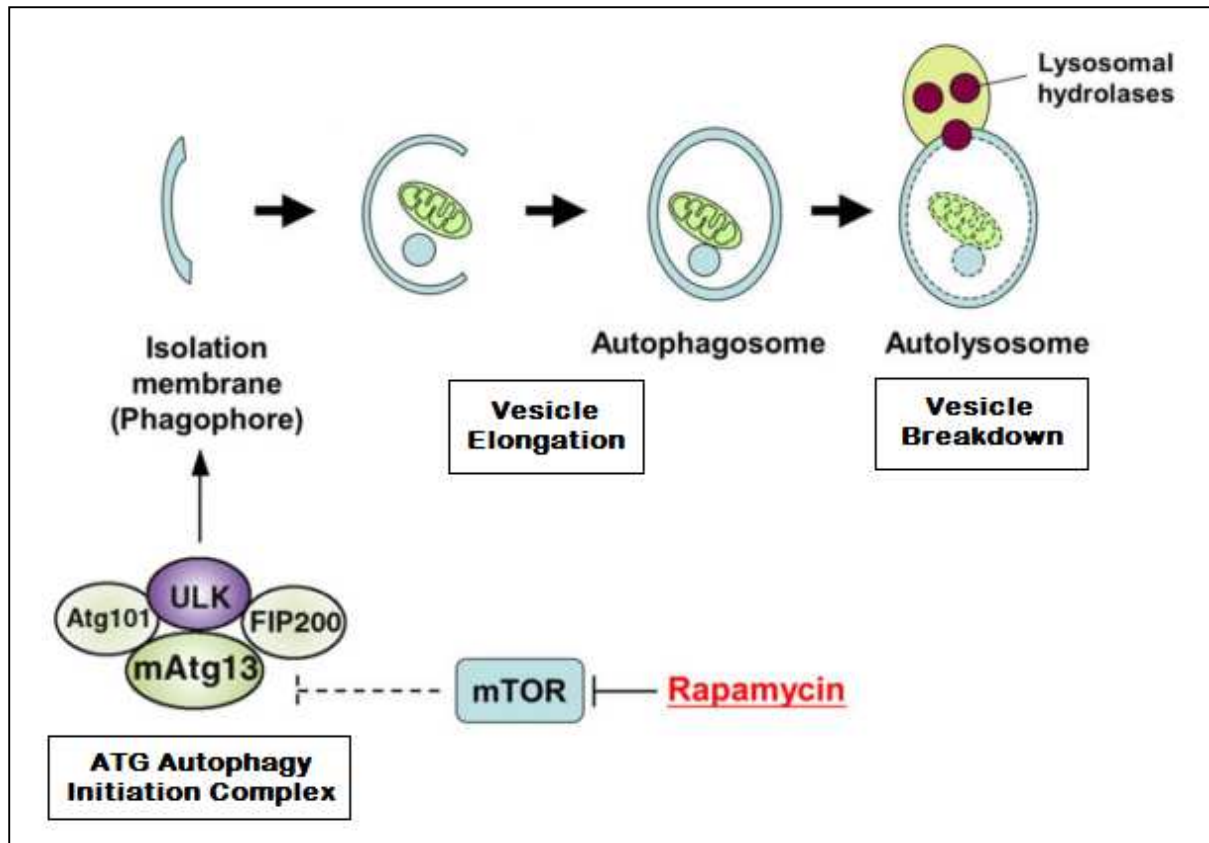 Lysosomal
hydrolases
Isolation
membrane
(Phagophore)
Autophagosome
Autolysosome
Vesicle
Elongation
Vesicle
Breakdown
ULK
Atg101
FIP200
mAtg13
mTOR
Rapamycin
ATG Autophagy
Initiation Complex